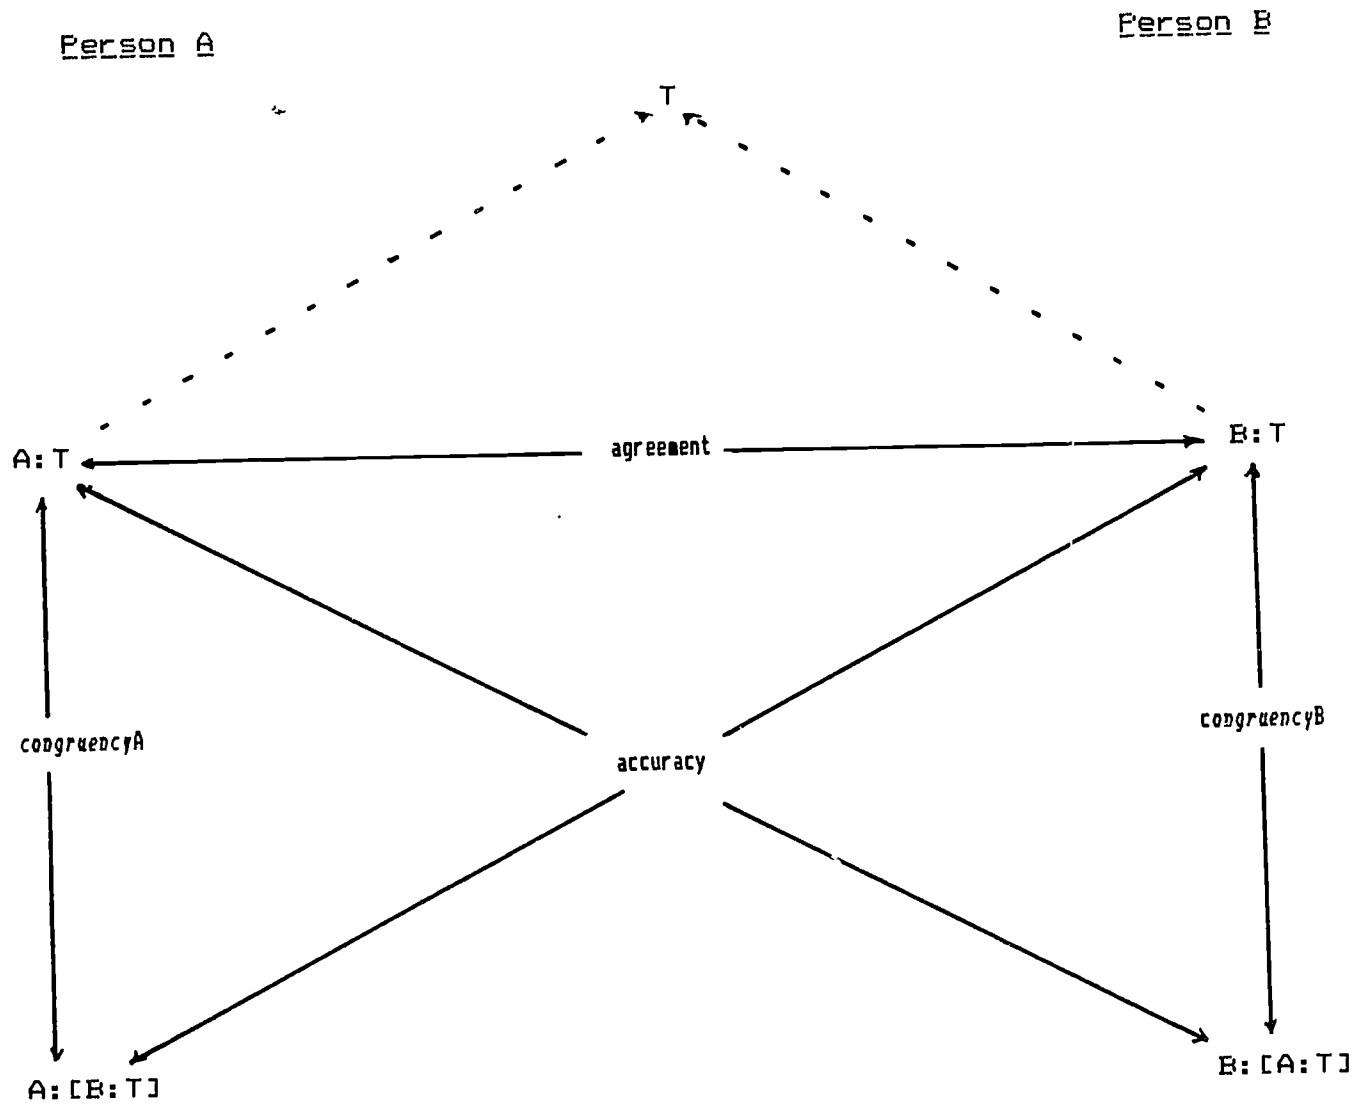 Person A
Person B
T
A:T
agreement
B:T
congruencyA
accuracy
congruencyB
A:[B:T]
B:[A:T]